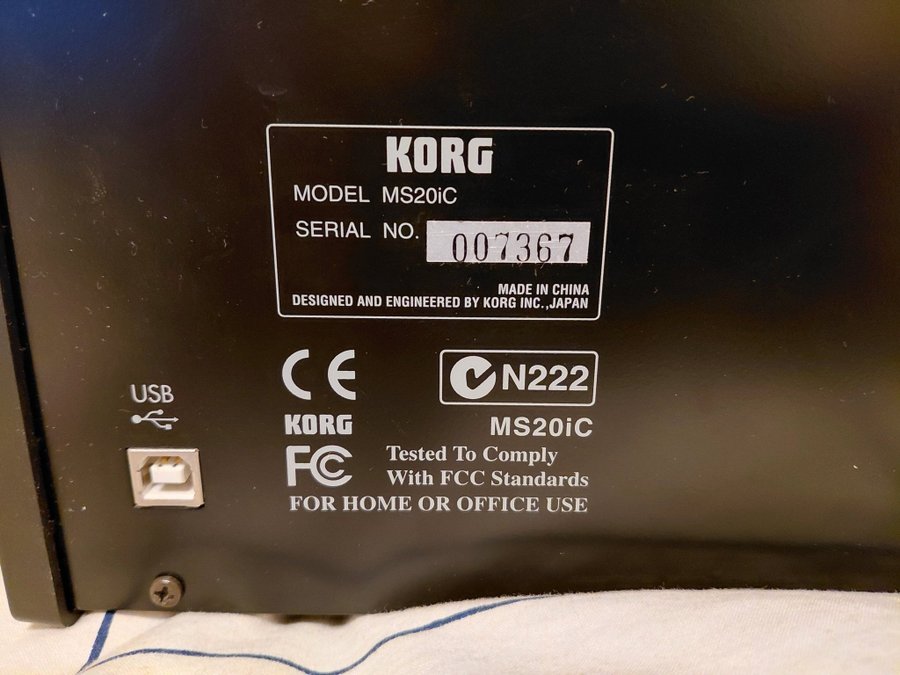 KORG
MODEL MS20iC
SERIAL NO. 007367
MADE IN CHINA
DESIGNED AND ENGINEERED BY KORG INC.,JAPAN
USB
CE
N222
KORG
MS20iC
FC Tested To Comply
With FCC Standards
FOR HOME OR OFFICE USE